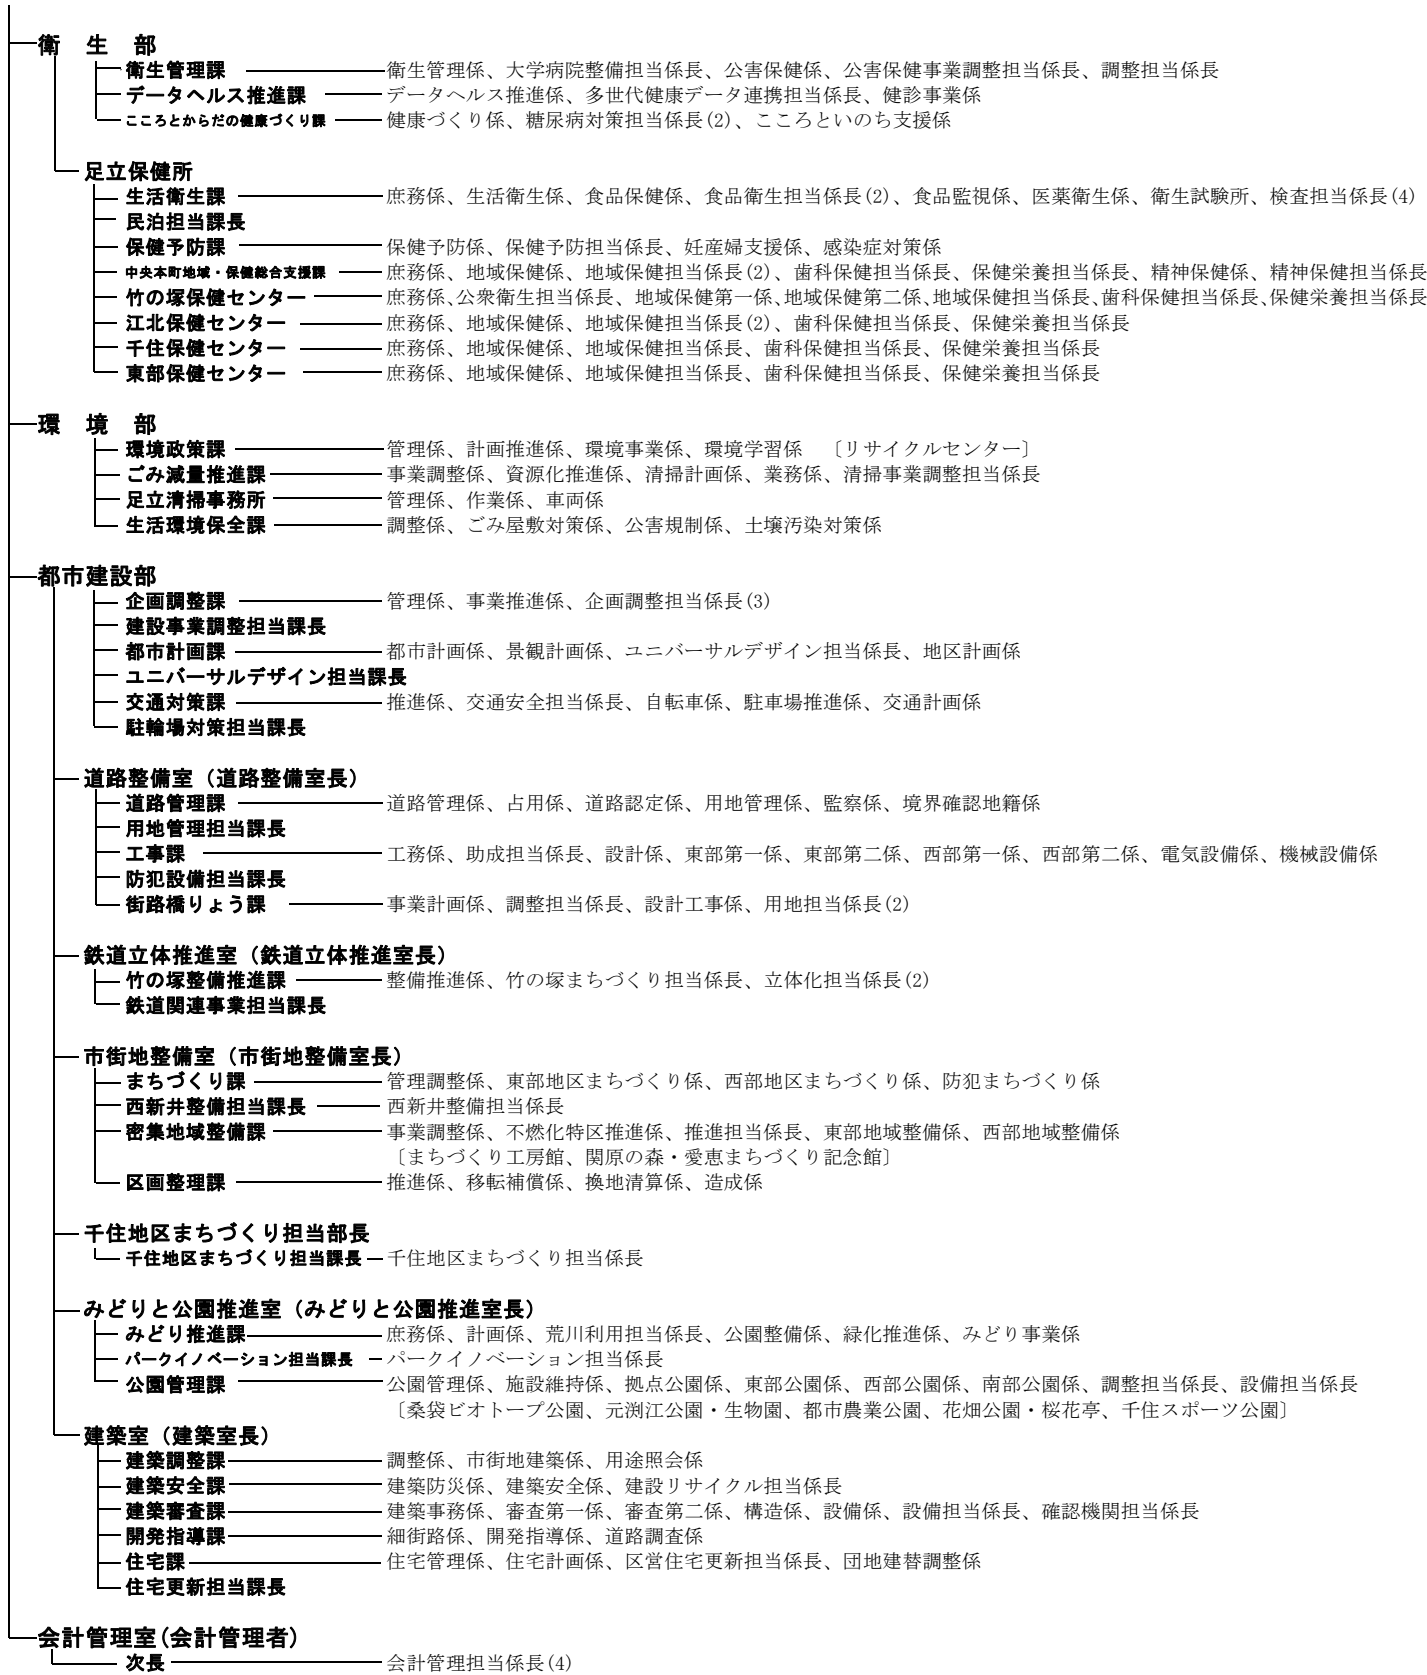 衛　生　部
衛生管理課　衛生管理係、大学病院整備担当係長、公害保健係、公害保健事業調整担当係長、調整担当係長
データヘルス推進課　データヘルス推進係、多世代健康データ連携担当係長、健診事業係
こころとからだの健康づくり課　健康づくり係、糖尿病対策担当係長(2)、こころといのち支援係
足立保健所
生活衛生課　庶務係、生活衛生係、食品保健係、食品衛生担当係長(2)、食品監視係、医薬衛生係、衛生試験所、検査担当係長(4)
民泊担当課長
保健予防課　保健予防係、保健予防担当係長、妊産婦支援係、感染症対策係
中央本町地域・保健総合支援課　庶務係、地域保健係、地域保健担当係長(2)、歯科保健担当係長、保健栄養担当係長、精神保健係、精神保健担当係長
竹の塚保健センター　庶務係、公衆衛生担当係長、地域保健第一係、地域保健第二係、地域保健担当係長、歯科保健担当係長、保健栄養担当係長
江北保健センター　庶務係、地域保健係、地域保健担当係長(2)、歯科保健担当係長、保健栄養担当係長
千住保健センター　庶務係、地域保健係、地域保健担当係長、歯科保健担当係長、保健栄養担当係長
東部保健センター　庶務係、地域保健係、地域保健担当係長、歯科保健担当係長、保健栄養担当係長
環　境　部
環境政策課　管理係、計画推進係、環境事業係、環境学習係　〔リサイクルセンター〕
ごみ減量推進課　事業調整係、資源化推進係、清掃計画係、業務係、清掃事業調整担当係長
足立清掃事務所　管理係、作業係、車両係
生活環境保全課　調整係、ごみ屋敷対策係、公害規制係、土壌汚染対策係
都市建設部
企画調整課　管理係、事業推進係、企画調整担当係長(3)
建設事業調整担当課長
都市計画課　都市計画係、景観計画係、ユニバーサルデザイン担当係長、地区計画係
ユニバーサルデザイン担当課長
交通対策課　推進係、交通安全担当係長、自転車係、駐車場推進係、交通計画係
駐輪場対策担当課長
道路整備室（道路整備室長）
道路管理課　道路管理係、占用係、道路認定係、用地管理係、監察係、境界確認地籍係
用地管理担当課長
工事課　工務係、助成担当係長、設計係、東部第一係、東部第二係、西部第一係、西部第二係、電気設備係、機械設備係
防犯設備担当課長
街路橋りょう課　事業計画係、調整担当係長、設計工事係、用地担当係長(2)
鉄道立体推進室（鉄道立体推進室長）
竹の塚整備推進課　整備推進係、竹の塚まちづくり担当係長、立体化担当係長(2)
鉄道関連事業担当課長
市街地整備室（市街地整備室長）
まちづくり課　管理調整係、東部地区まちづくり係、西部地区まちづくり係、防犯まちづくり係
西新井整備担当課長　西新井整備担当係長
密集地域整備課　事業調整係、不燃化特区推進係、推進担当係長、東部地域整備係、西部地域整備係
〔まちづくり工房館、関原の森・愛恵まちづくり記念館〕
区画整理課　推進係、移転補償係、換地清算係、造成係
千住地区まちづくり担当部長
千住地区まちづくり担当課長　千住地区まちづくり担当係長
みどりと公園推進室（みどりと公園推進室長）
みどり推進課　庶務係、計画係、荒川利用担当係長、公園整備係、緑化推進係、みどり事業係
パークイノベーション担当課長　パークイノベーション担当係長
公園管理課　公園管理係、施設維持係、拠点公園係、東部公園係、西部公園係、南部公園係、調整担当係長、設備担当係長
〔桑袋ビオトープ公園、元渕江公園・生物園、都市農業公園、花畑公園・桜花亭、千住スポーツ公園〕
建築室（建築室長）
建築調整課　調整係、市街地建築係、用途照会係
建築安全課　建築防災係、建築安全係、建設リサイクル担当係長
建築審査課　建築事務係、審査第一係、審査第二係、構造係、設備係、設備担当係長、確認機関担当係長
開発指導課　細街路係、開発指導係、道路調査係
住宅課　住宅管理係、住宅計画係、区営住宅更新担当係長、団地建替調整係
住宅更新担当課長
会計管理室(会計管理者)
次長　会計管理担当係長(4)